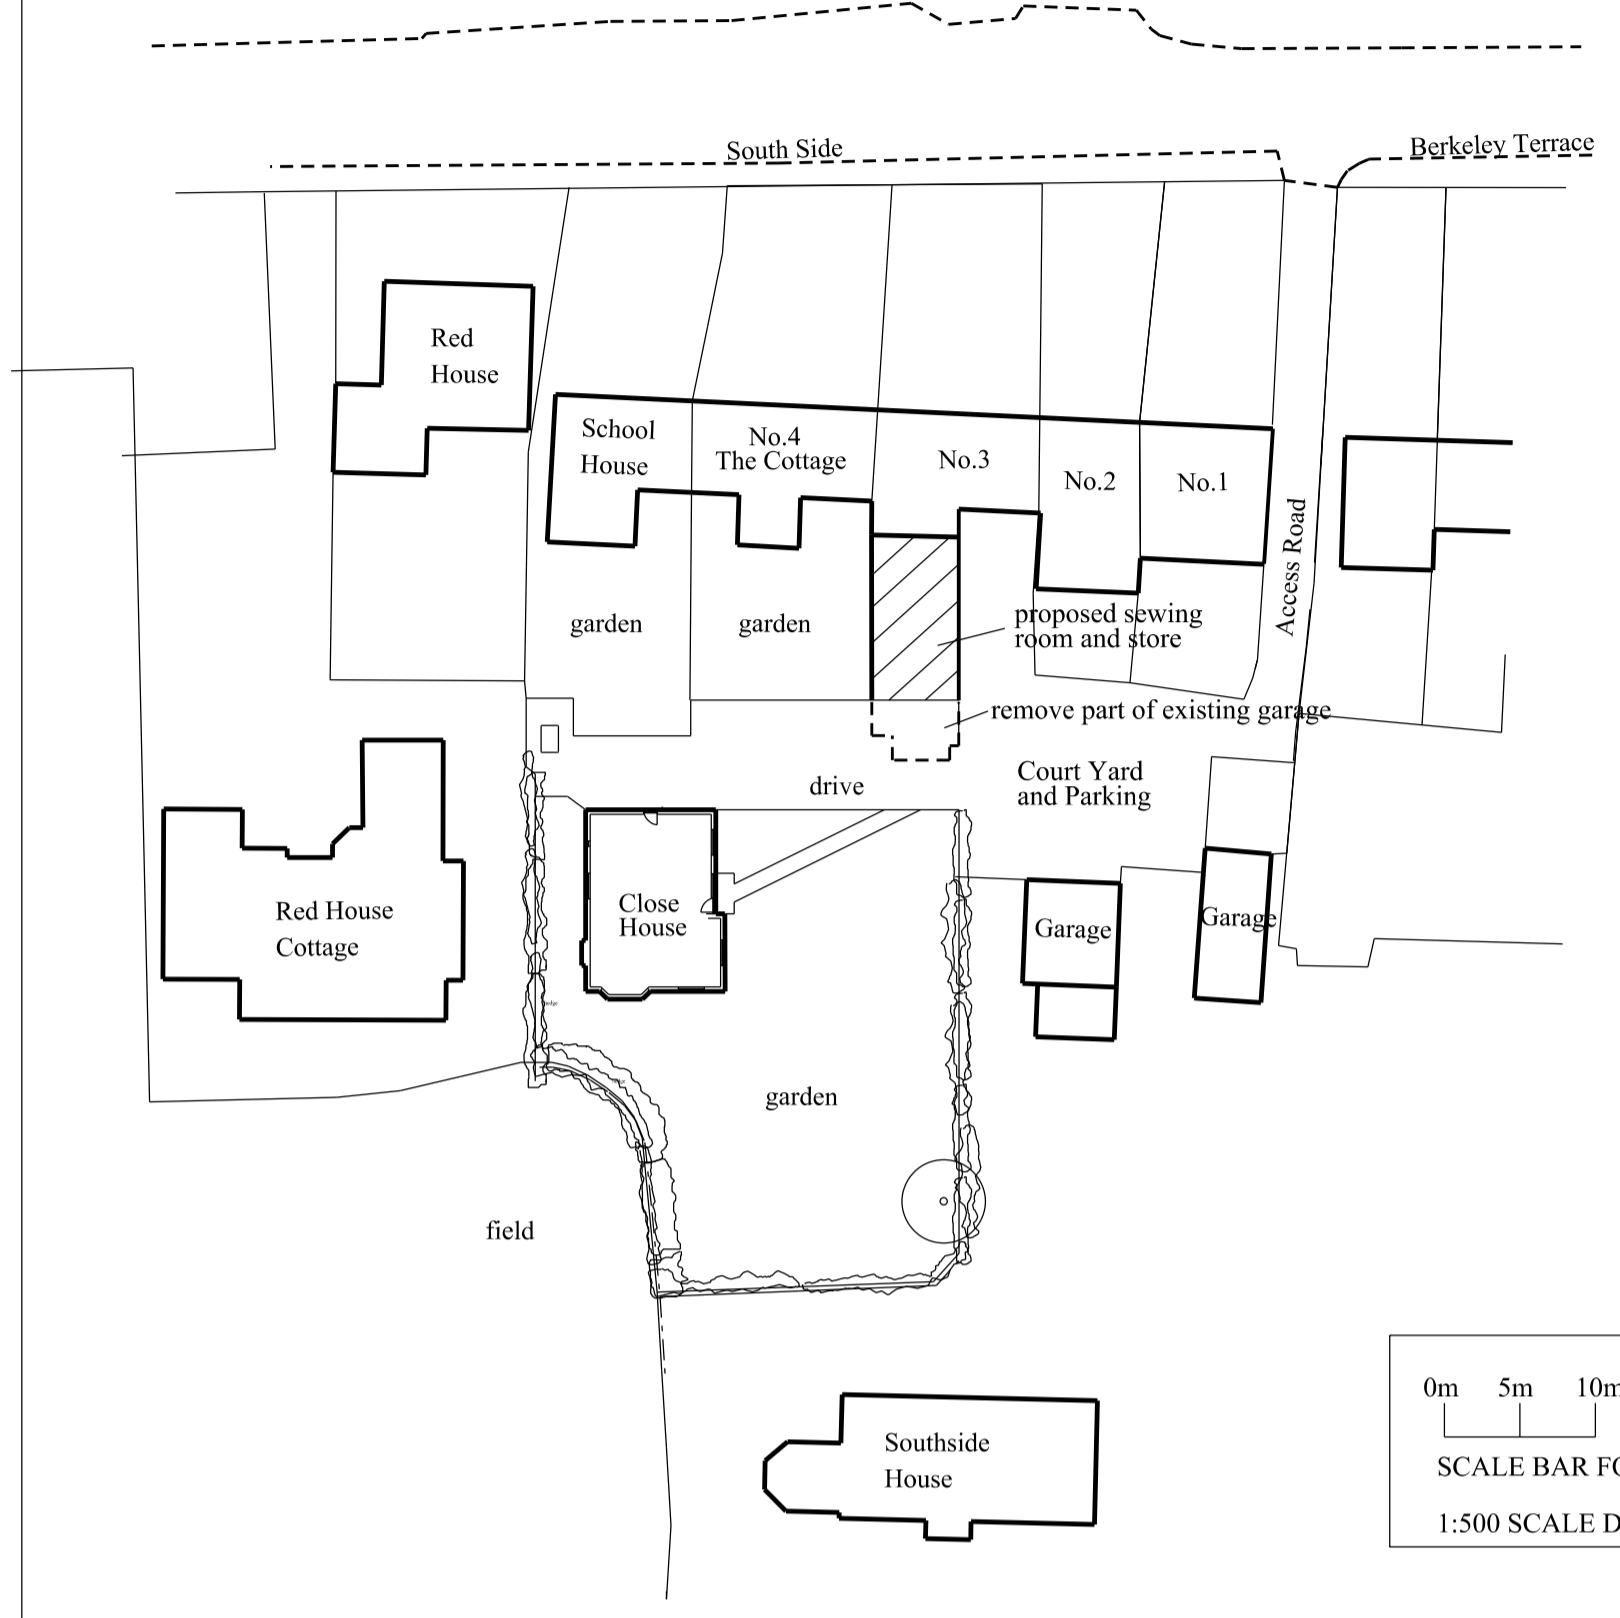 South Side
Berkeley Terrace
Red
House
School
House
No.4
The Cottage
No.3
No.2
No.1
Access Road
garden
garden
proposed sewing
room and store
remove part of existing garage
drive
Court Yard
and Parking
Red House
Cottage
Close
House
Garage
Garage
garden
field
Southside
House
0m 5m 10m
SCALE BAR FO
1:500 SCALE D